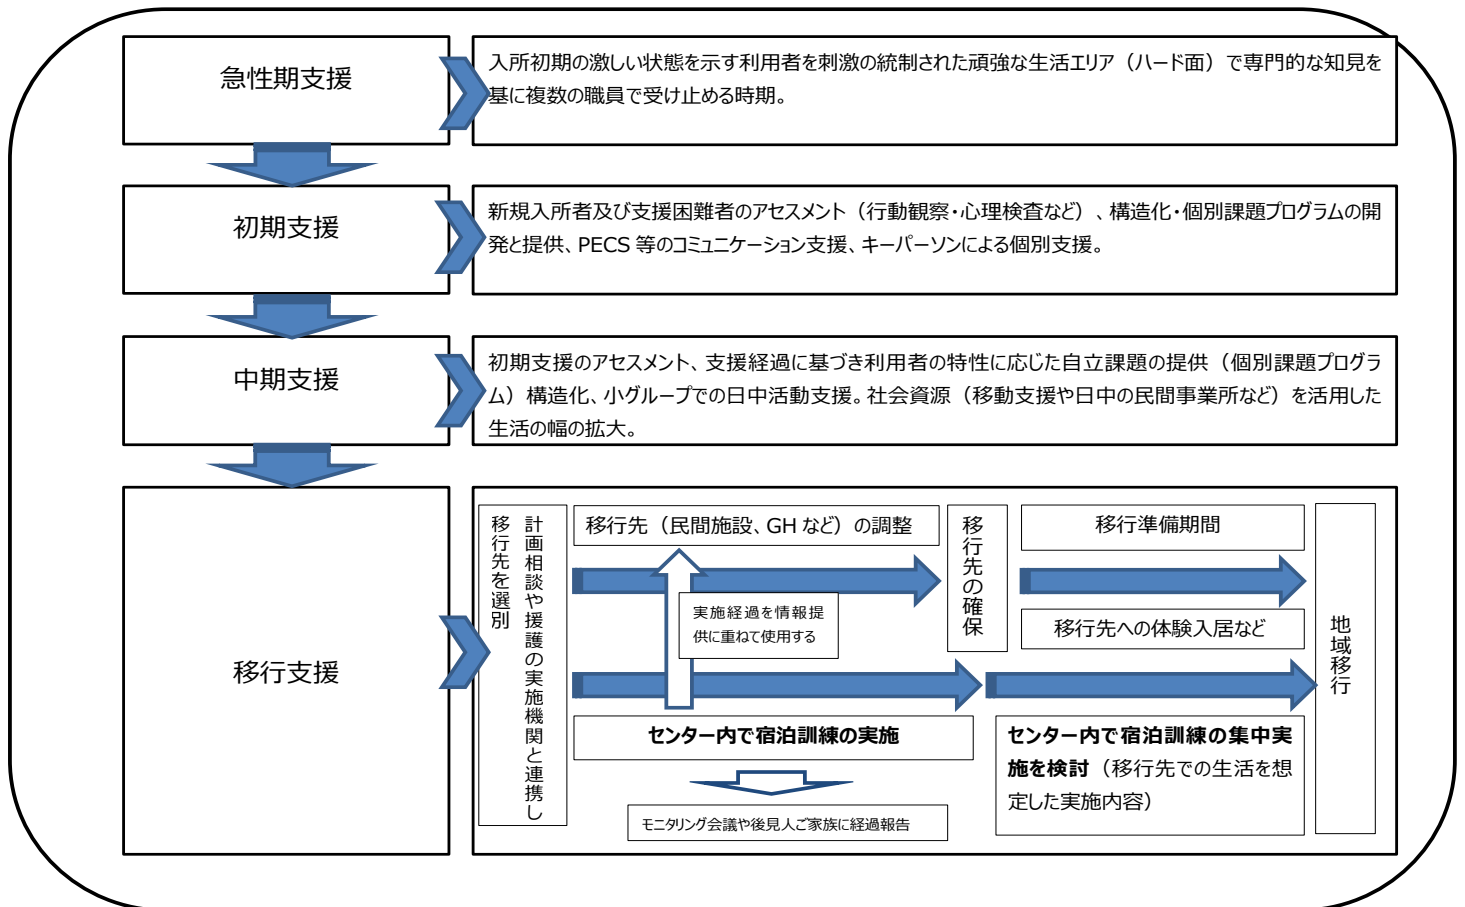 急性期支援
入所初期の激しい状態を示す利用者を刺激の統制された頑強な生活エリア（ハード面）で専門的な知見を
基に複数の職員で受け止める時期。
初期支援
新規入所者及び支援困難者のアセスメント（行動観察・心理検査など）、構造化・個別課題プログラムの開
発と提供、PECS 等のコミュニケーション支援、キーパーソンによる個別支援。
中期支援
初期支援のアセスメント、支援経過に基づき利用者の特性に応じた自立課題の提供（個別課題プログラ
ム）構造化、小グループでの日中活動支援。社会資源（移動支援や日中の民間事業所など）を活用した
生活の幅の拡大。
移行支援
計画相談や援護の実施機関と連携し
移行先を選別
移行先（民間施設、GH など）の調整
実施経過を情報提
供に重ねて使用する
センター内で宿泊訓練の実施
モニタリング会議や後見人ご家族に経過報告
移行先の確保
移行準備期間
移行先への体験入居など
センター内で宿泊訓練の集中実
施を検討（移行先での生活を想
定した実施内容）
地域移行